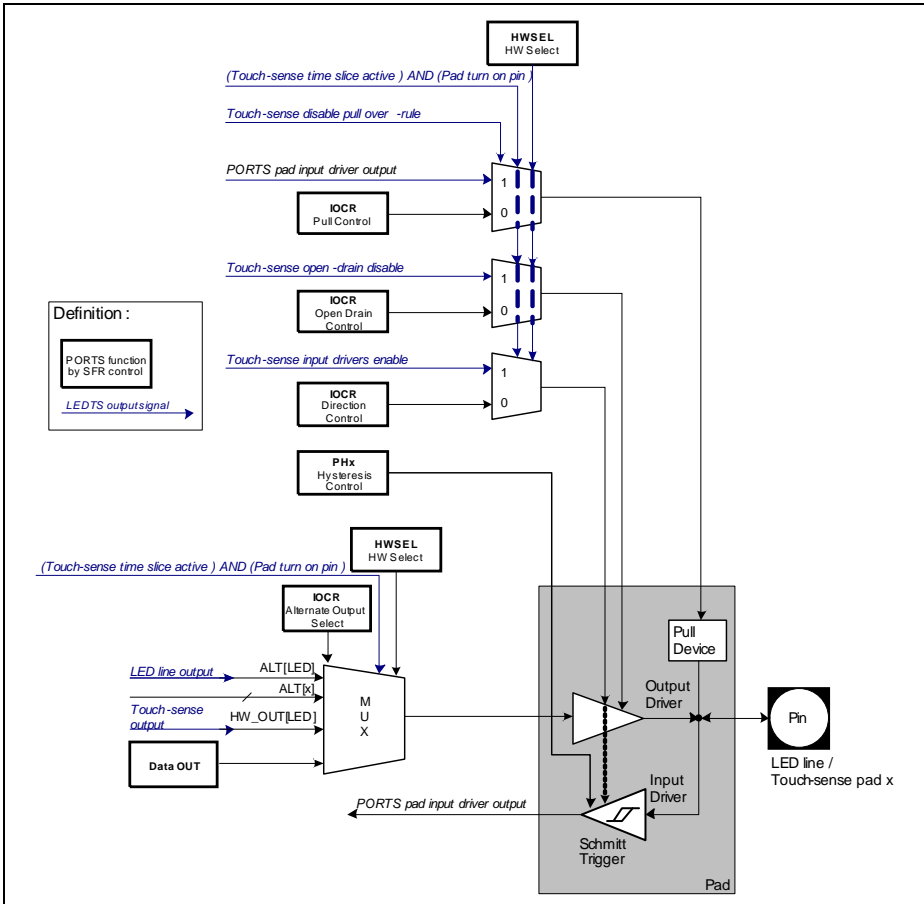 HWSEL
HW Select
(Touch-sense time slice active ) AND (Pad turn on pin )
Touch-sense disable pull over -rule
PORTS pad input driver output
1
0
IOCR
Pull Control
Touch-sense open -drain disable
1
0
IOCR
Open Drain
Control
Definition :
PORTS function
by SFR control
LEDTS output signal
Touch-sense input drivers enable
1
0
IOCR
Direction
Control
PHx
Hysteresis
Control
HWSEL
HW Select
(Touch-sense time slice active ) AND (Pad turn on pin )
IOCR
Alternate Output
Select
LED line output
ALT[LED]
ALT[x]
Touch-sense
output
HW_OUT[LED]
Data OUT
M
U
X
Pull
Device
Output
Driver
Pin
LED line /
Touch-sense pad x
Input
Driver
PORTS pad input driver output
Schmitt
Trigger
Pad